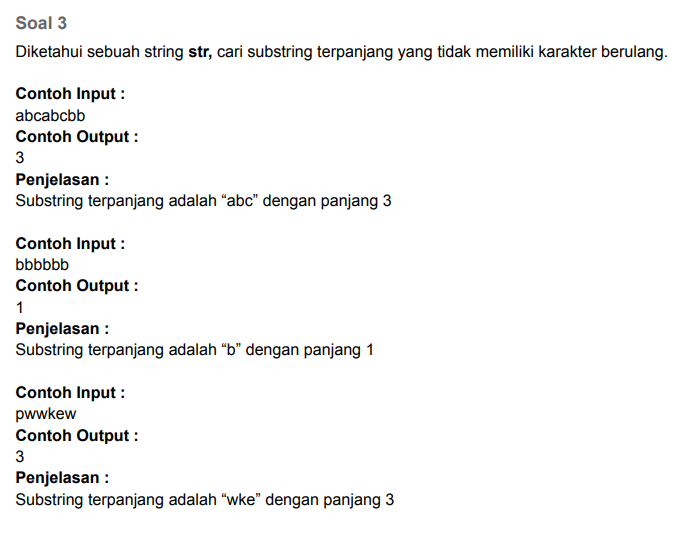 Soal 3
Diketahui sebuah string str, cari substring terpanjang yang tidak memiliki karakter berulang.
Contoh Input :
abcabcbb
Contoh Output :
3
Penjelasan :
Substring terpanjang adalah “abc” dengan panjang 3
Contoh Input :
bbbbbb
Contoh Output :
1
Penjelasan :
Substring terpanjang adalah “b” dengan panjang 1
Contoh Input :
pwwkew
Contoh Output :
3
Penjelasan :
Substring terpanjang adalah “wke” dengan panjang 3